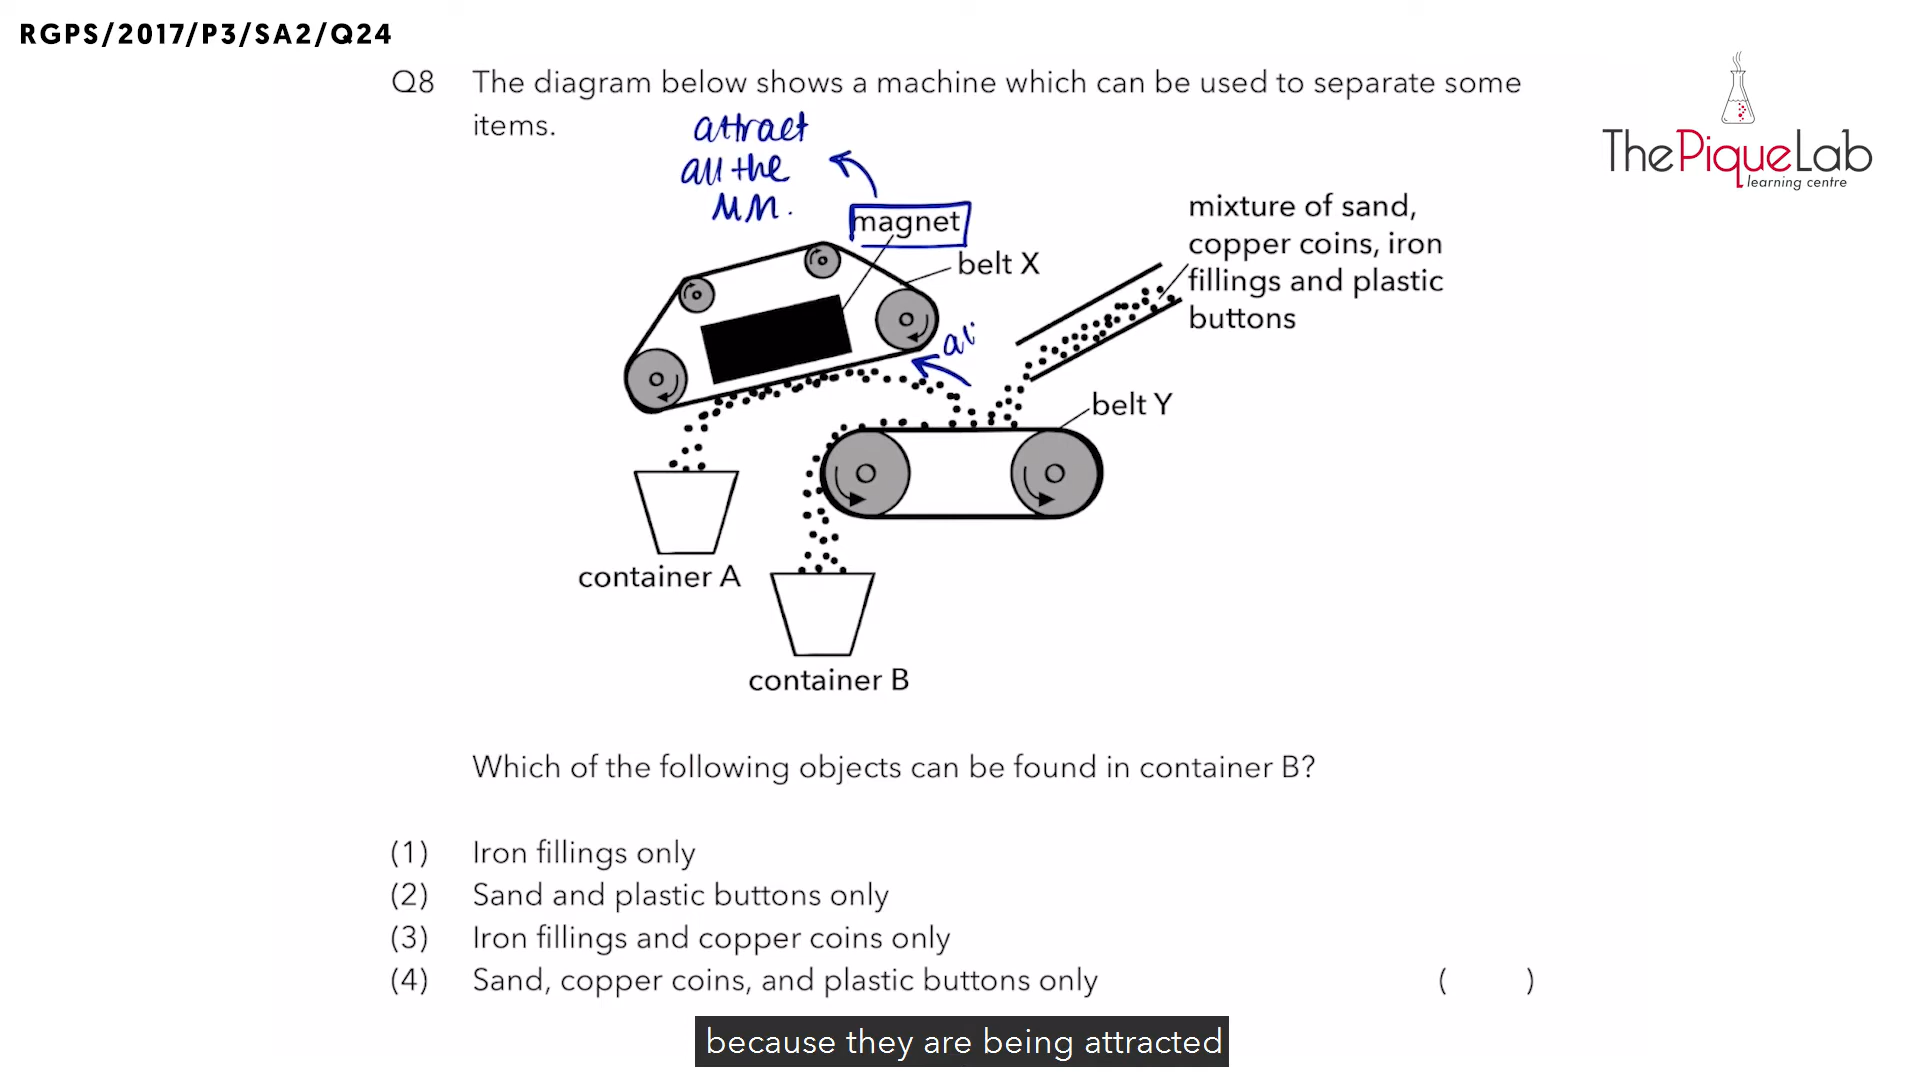 RGPS/2017/P3/SA2/Q24
ThePiqueLab
learning centre
Q8 The diagram below shows a machine which can be used to separate some
items.
attract
all the
MM.
magnet
belt X
mixture of sand,
copper coins, iron
fillings and plastic
buttons
belt Y
container A
container B
Which of the following objects can be found in container B?
(1) Iron fillings only
(2) Sand and plastic buttons only
(3) Iron fillings and copper coins only
(4) Sand, copper coins, and plastic buttons only ( )
because they are being attracted